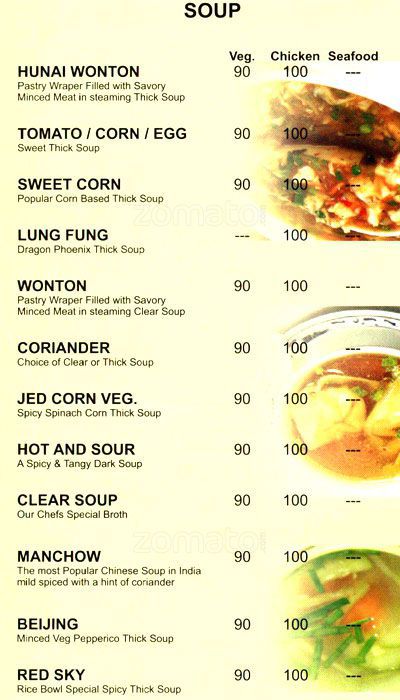 SOUP
Veg. Chicken Seafood
HUNAI WONTON 90 100 ---
Pastry Wraper Filled with Savory
Minced Meat in steaming Thick Soup
TOMATO / CORN / EGG 90 100 ---
Sweet Thick Soup
SWEET CORN 90 100 ---
Popular Corn Based Thick Soup
zomato
LUNG FUNG --- 100 ---
Dragon Phoenix Thick Soup
WONTON 90 100 ---
Pastry Wraper Filled with Savory
Minced Meat in steaming Clear Soup
CORIANDER 90 100 ---
Choice of Clear or Thick Soup
JED CORN VEG. 90 100 ---
Spicy Spinach Corn Thick Soup
HOT AND SOUR 90 100 ---
A Spicy & Tangy Dark Soup
CLEAR SOUP 90 100 ---
Our Chefs Special Broth
zomato
MANCHOW 90 100 ---
The most Popular Chinese Soup in India
mild spiced with a hint of coriander
BEIJING 90 100 ---
Minced Veg Pepperico Thick Soup
RED SKY 90 100 ---
Rice Bowl Special Spicy Thick Soup